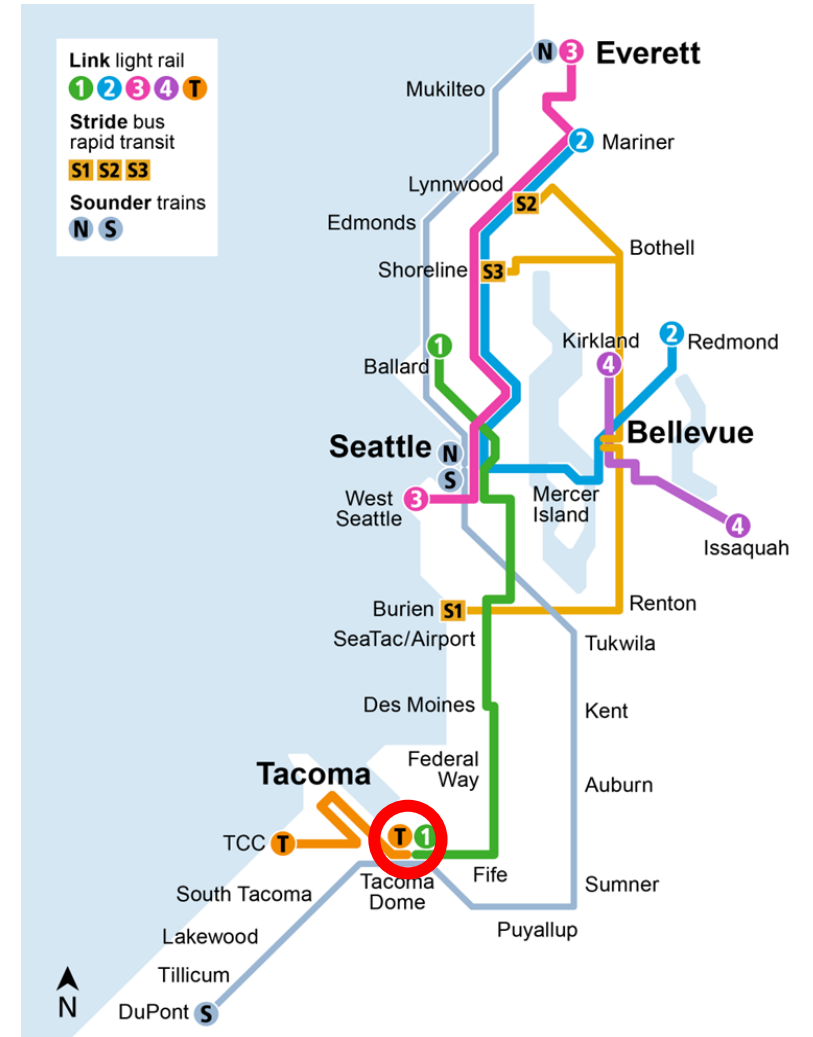 Link light rail
1 2 3 4 T
Stride bus
rapid transit
S1 S2 S3
Sounder trains
N S
N 3 Everett
Mukilteo
2 Mariner
Lynnwood
S2
Edmonds
Bothell
Shoreline S3
1
Ballard
Kirkland
4
2 Redmond
Seattle N
S
Bellevue
West
Seattle
3
Mercer
Island
4
Issaquah
Burien S1
Renton
SeaTac/Airport
Tukwila
Des Moines
Kent
Federal
Way
Tacoma
Auburn
TCC T
T 1
Tacoma
Dome
Fife
Sumner
South Tacoma
Puyallup
Lakewood
Tillicum
DuPont S
N